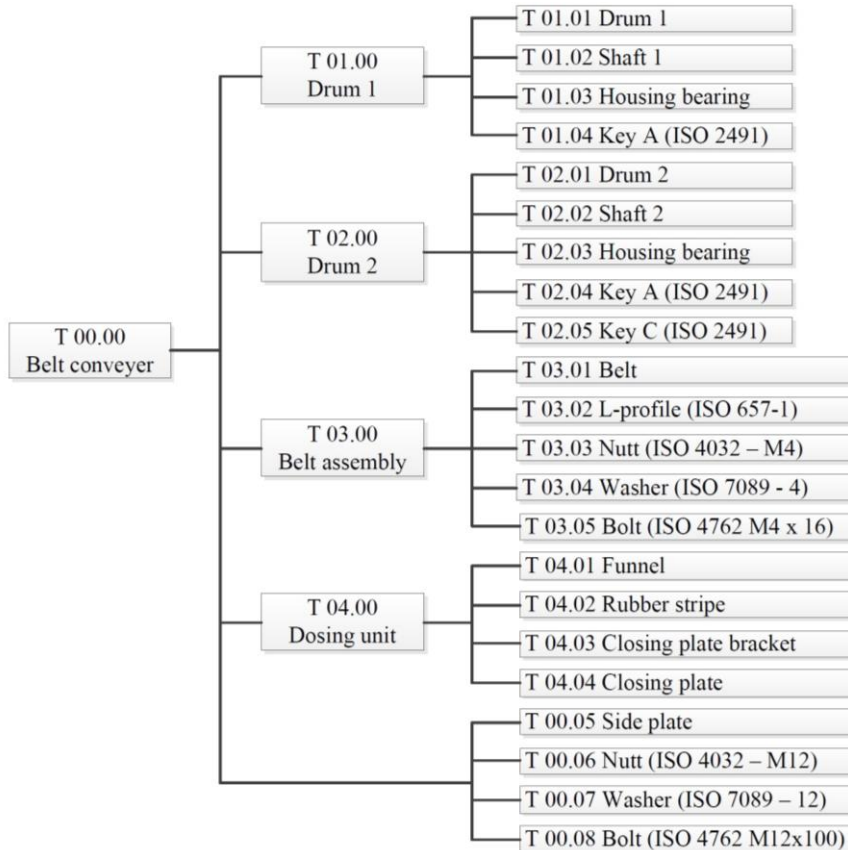 T 00.00
Belt conveyer
T 01.00
Drum 1
T 01.01 Drum 1
T 01.02 Shaft 1
T 01.03 Housing bearing
T 01.04 Key A (ISO 2491)
T 02.00
Drum 2
T 02.01 Drum 2
T 02.02 Shaft 2
T 02.03 Housing bearing
T 02.04 Key A (ISO 2491)
T 02.05 Key C (ISO 2491)
T 03.00
Belt assembly
T 03.01 Belt
T 03.02 L-profile (ISO 657-1)
T 03.03 Nutt (ISO 4032 – M4)
T 03.04 Washer (ISO 7089 - 4)
T 03.05 Bolt (ISO 4762 M4 x 16)
T 04.00
Dosing unit
T 04.01 Funnel
T 04.02 Rubber stripe
T 04.03 Closing plate bracket
T 04.04 Closing plate
T 00.05 Side plate
T 00.06 Nutt (ISO 4032 – M12)
T 00.07 Washer (ISO 7089 – 12)
T 00.08 Bolt (ISO 4762 M12x100)